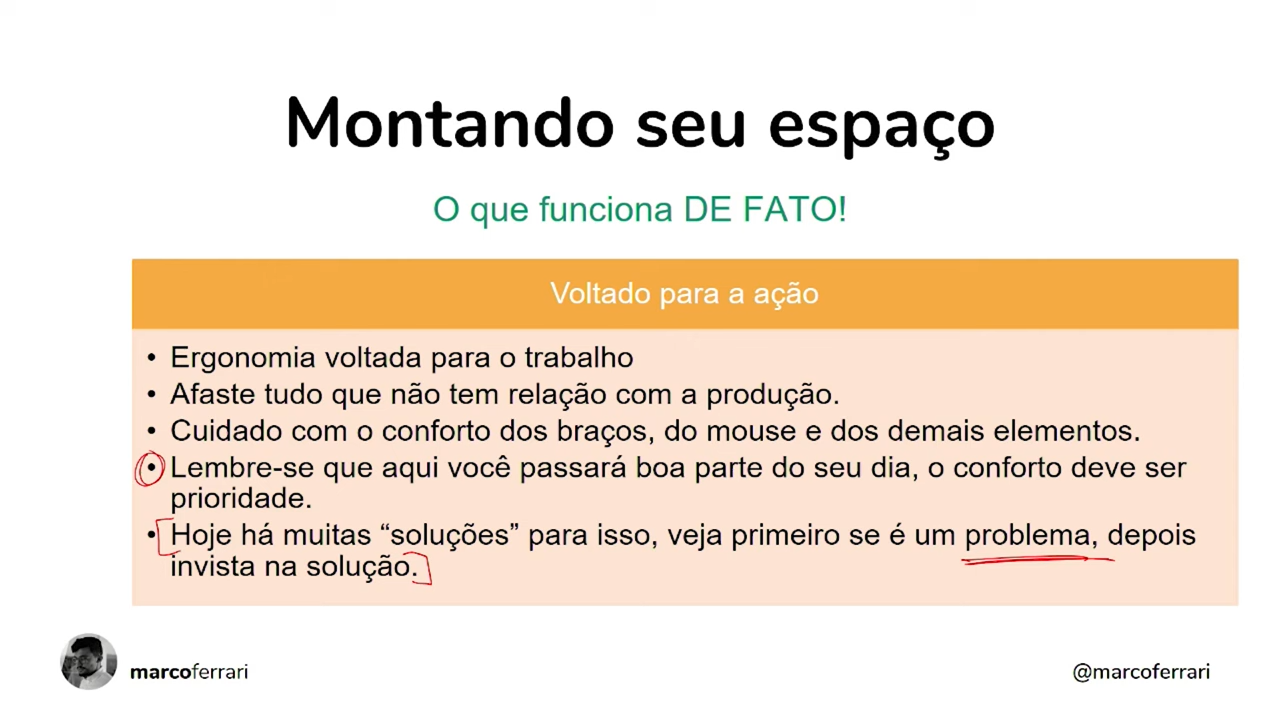 Montando seu espaço
O que funciona DE FATO!
Voltado para a ação
• Ergonomia voltada para o trabalho
• Afaste tudo que não tem relação com a produção.
• Cuidado com o conforto dos braços, do mouse e dos demais elementos.
• Lembre-se que aqui você passará boa parte do seu dia, o conforto deve ser
prioridade.
• Hoje há muitas “soluções” para isso, veja primeiro se é um problema, depois
invista na solução.
marcoferrari
@marcoferrari